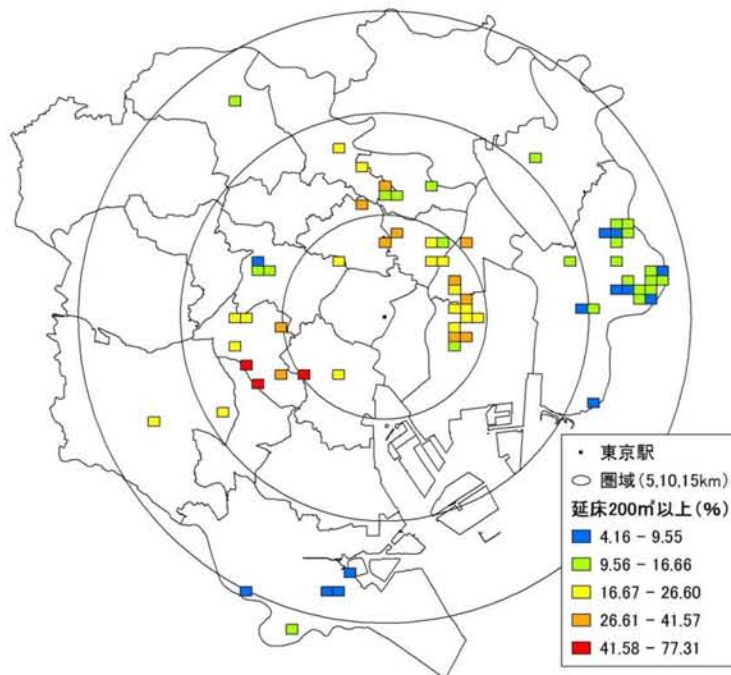 東京駅
圏域(5,10,15km)
延床200㎡以上(%)
4.16 - 9.55
9.56 - 16.66
16.67 - 26.60
26.61 - 41.57
41.58 - 77.31